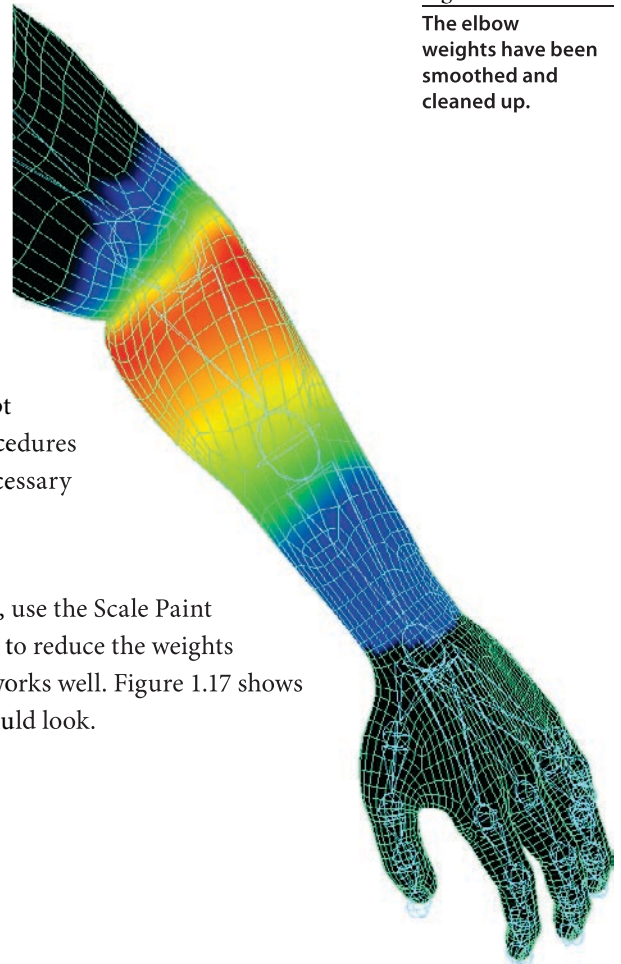 The elbow
weights have been
smoothed and
cleaned up.
cedures
cessary
, use the Scale Paint
to reduce the weights
works well. Figure 1.17 shows
uld look.